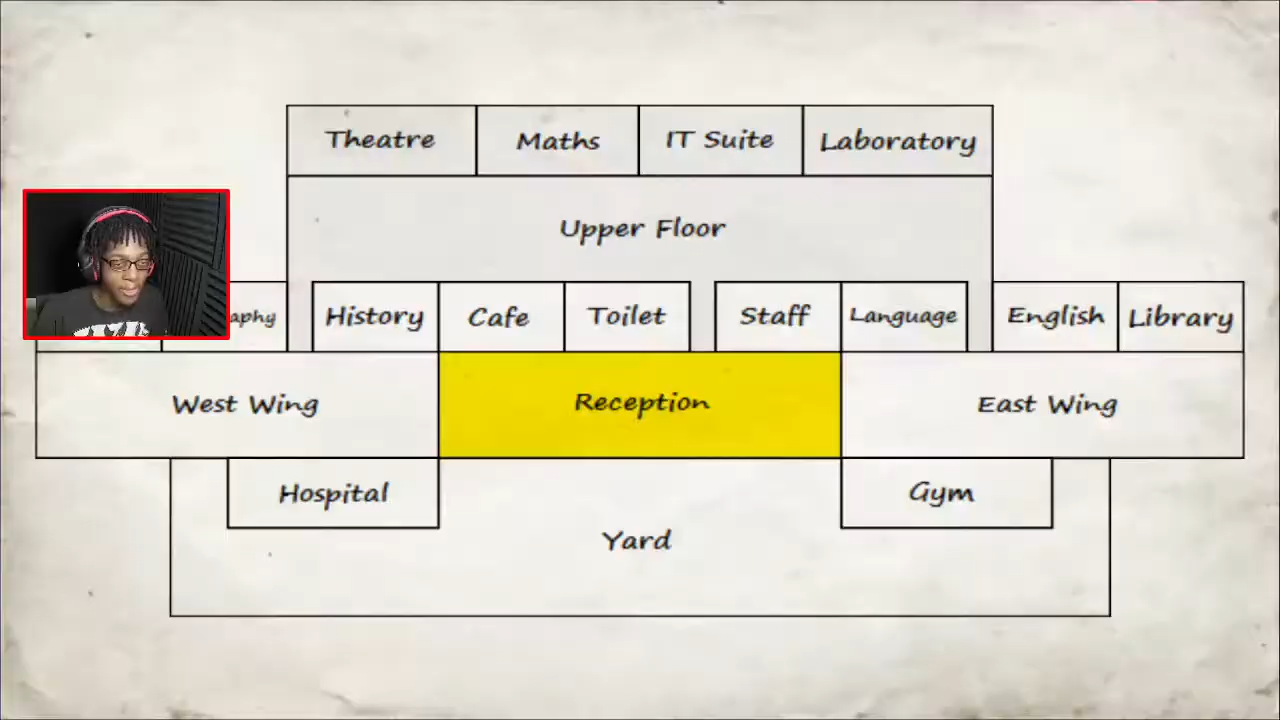 Theatre Maths IT Suite Laboratory
Upper Floor
History Cafe Toilet Staff Language English Library
West Wing Reception East Wing
Hospital Gym
Yard